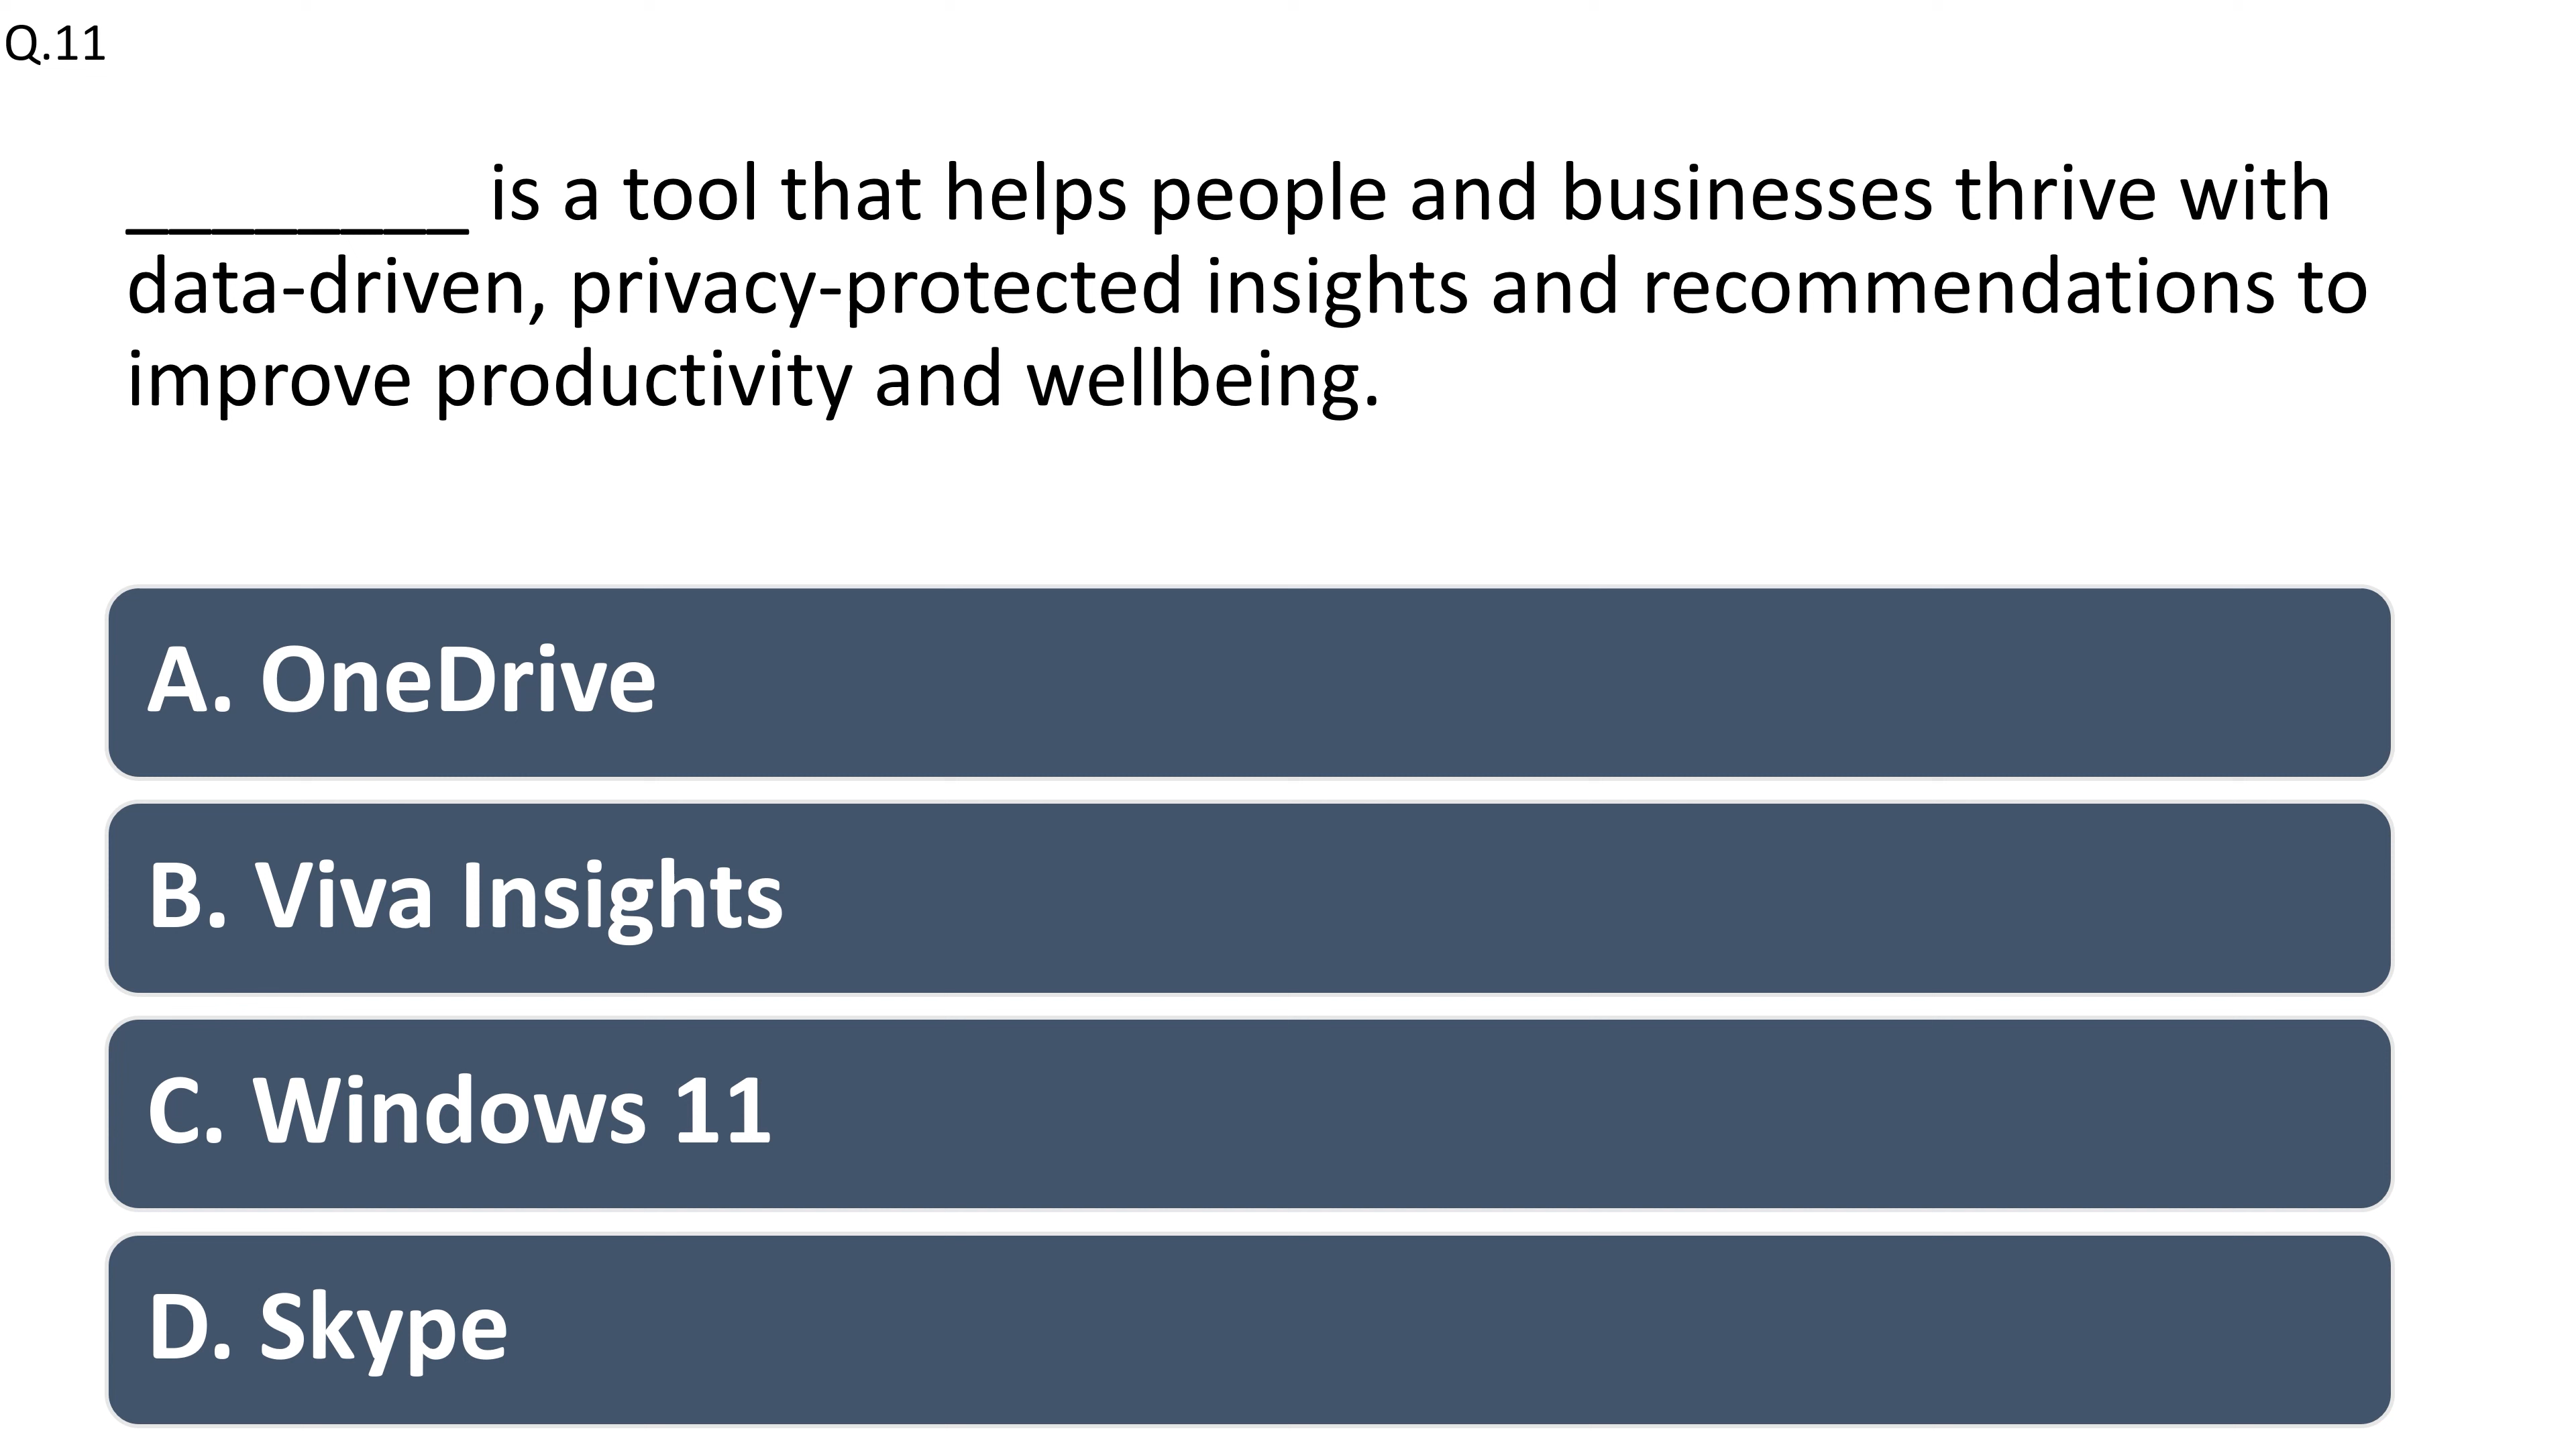 Q.11
________ is a tool that helps people and businesses thrive with
data-driven, privacy-protected insights and recommendations to
improve productivity and wellbeing.
A. OneDrive
B. Viva Insights
C. Windows 11
D. Skype